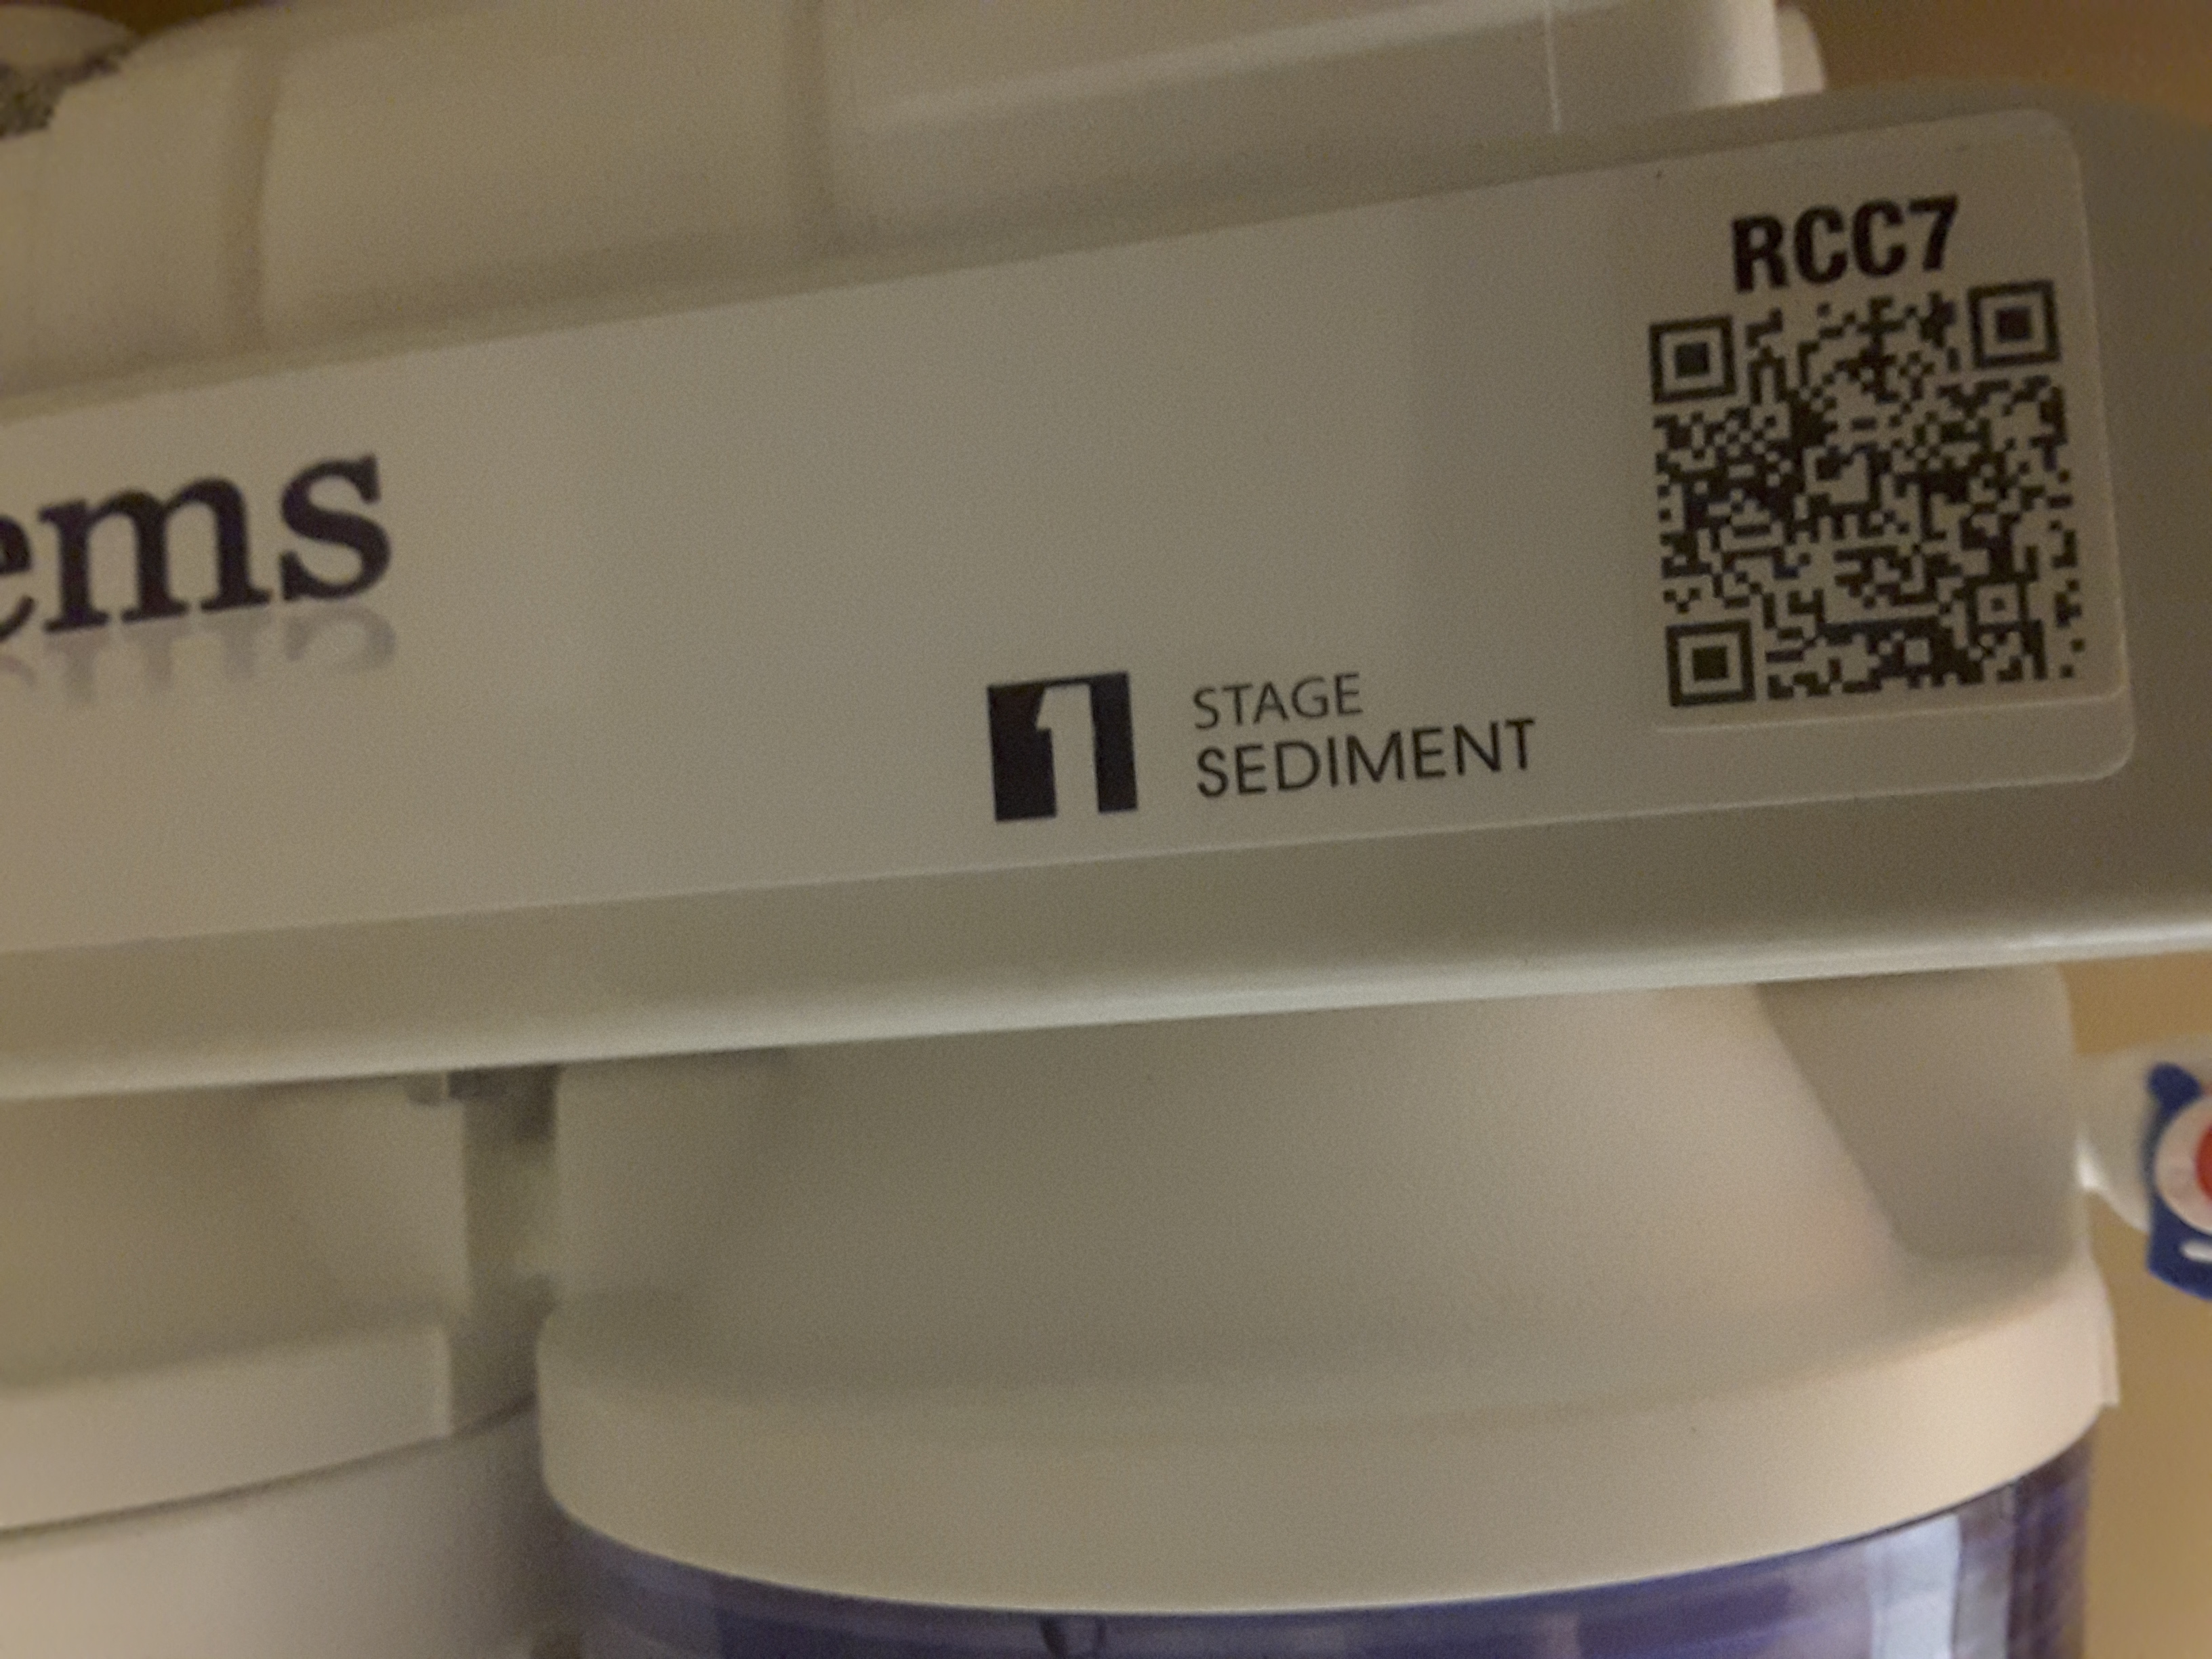 RCC7
ems
1 STAGE
SEDIMENT